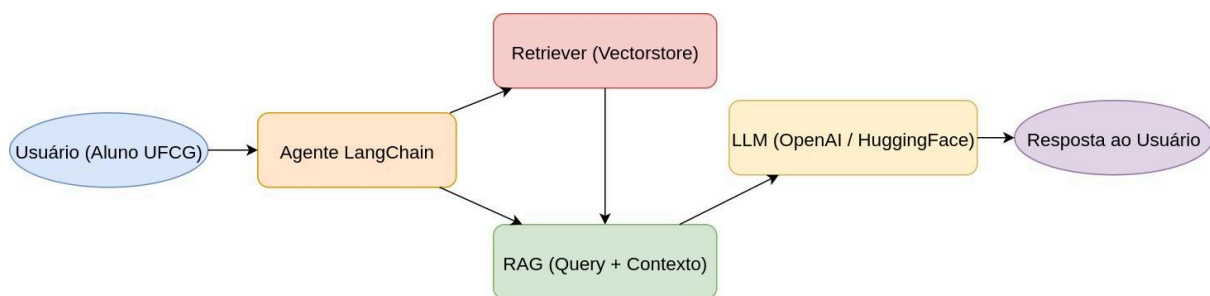 Retriever (Vectorstore)
Usuário (Aluno UFCG)
Agente LangChain
LLM (OpenAI / HuggingFace)
Resposta ao Usuário
RAG (Query + Contexto)